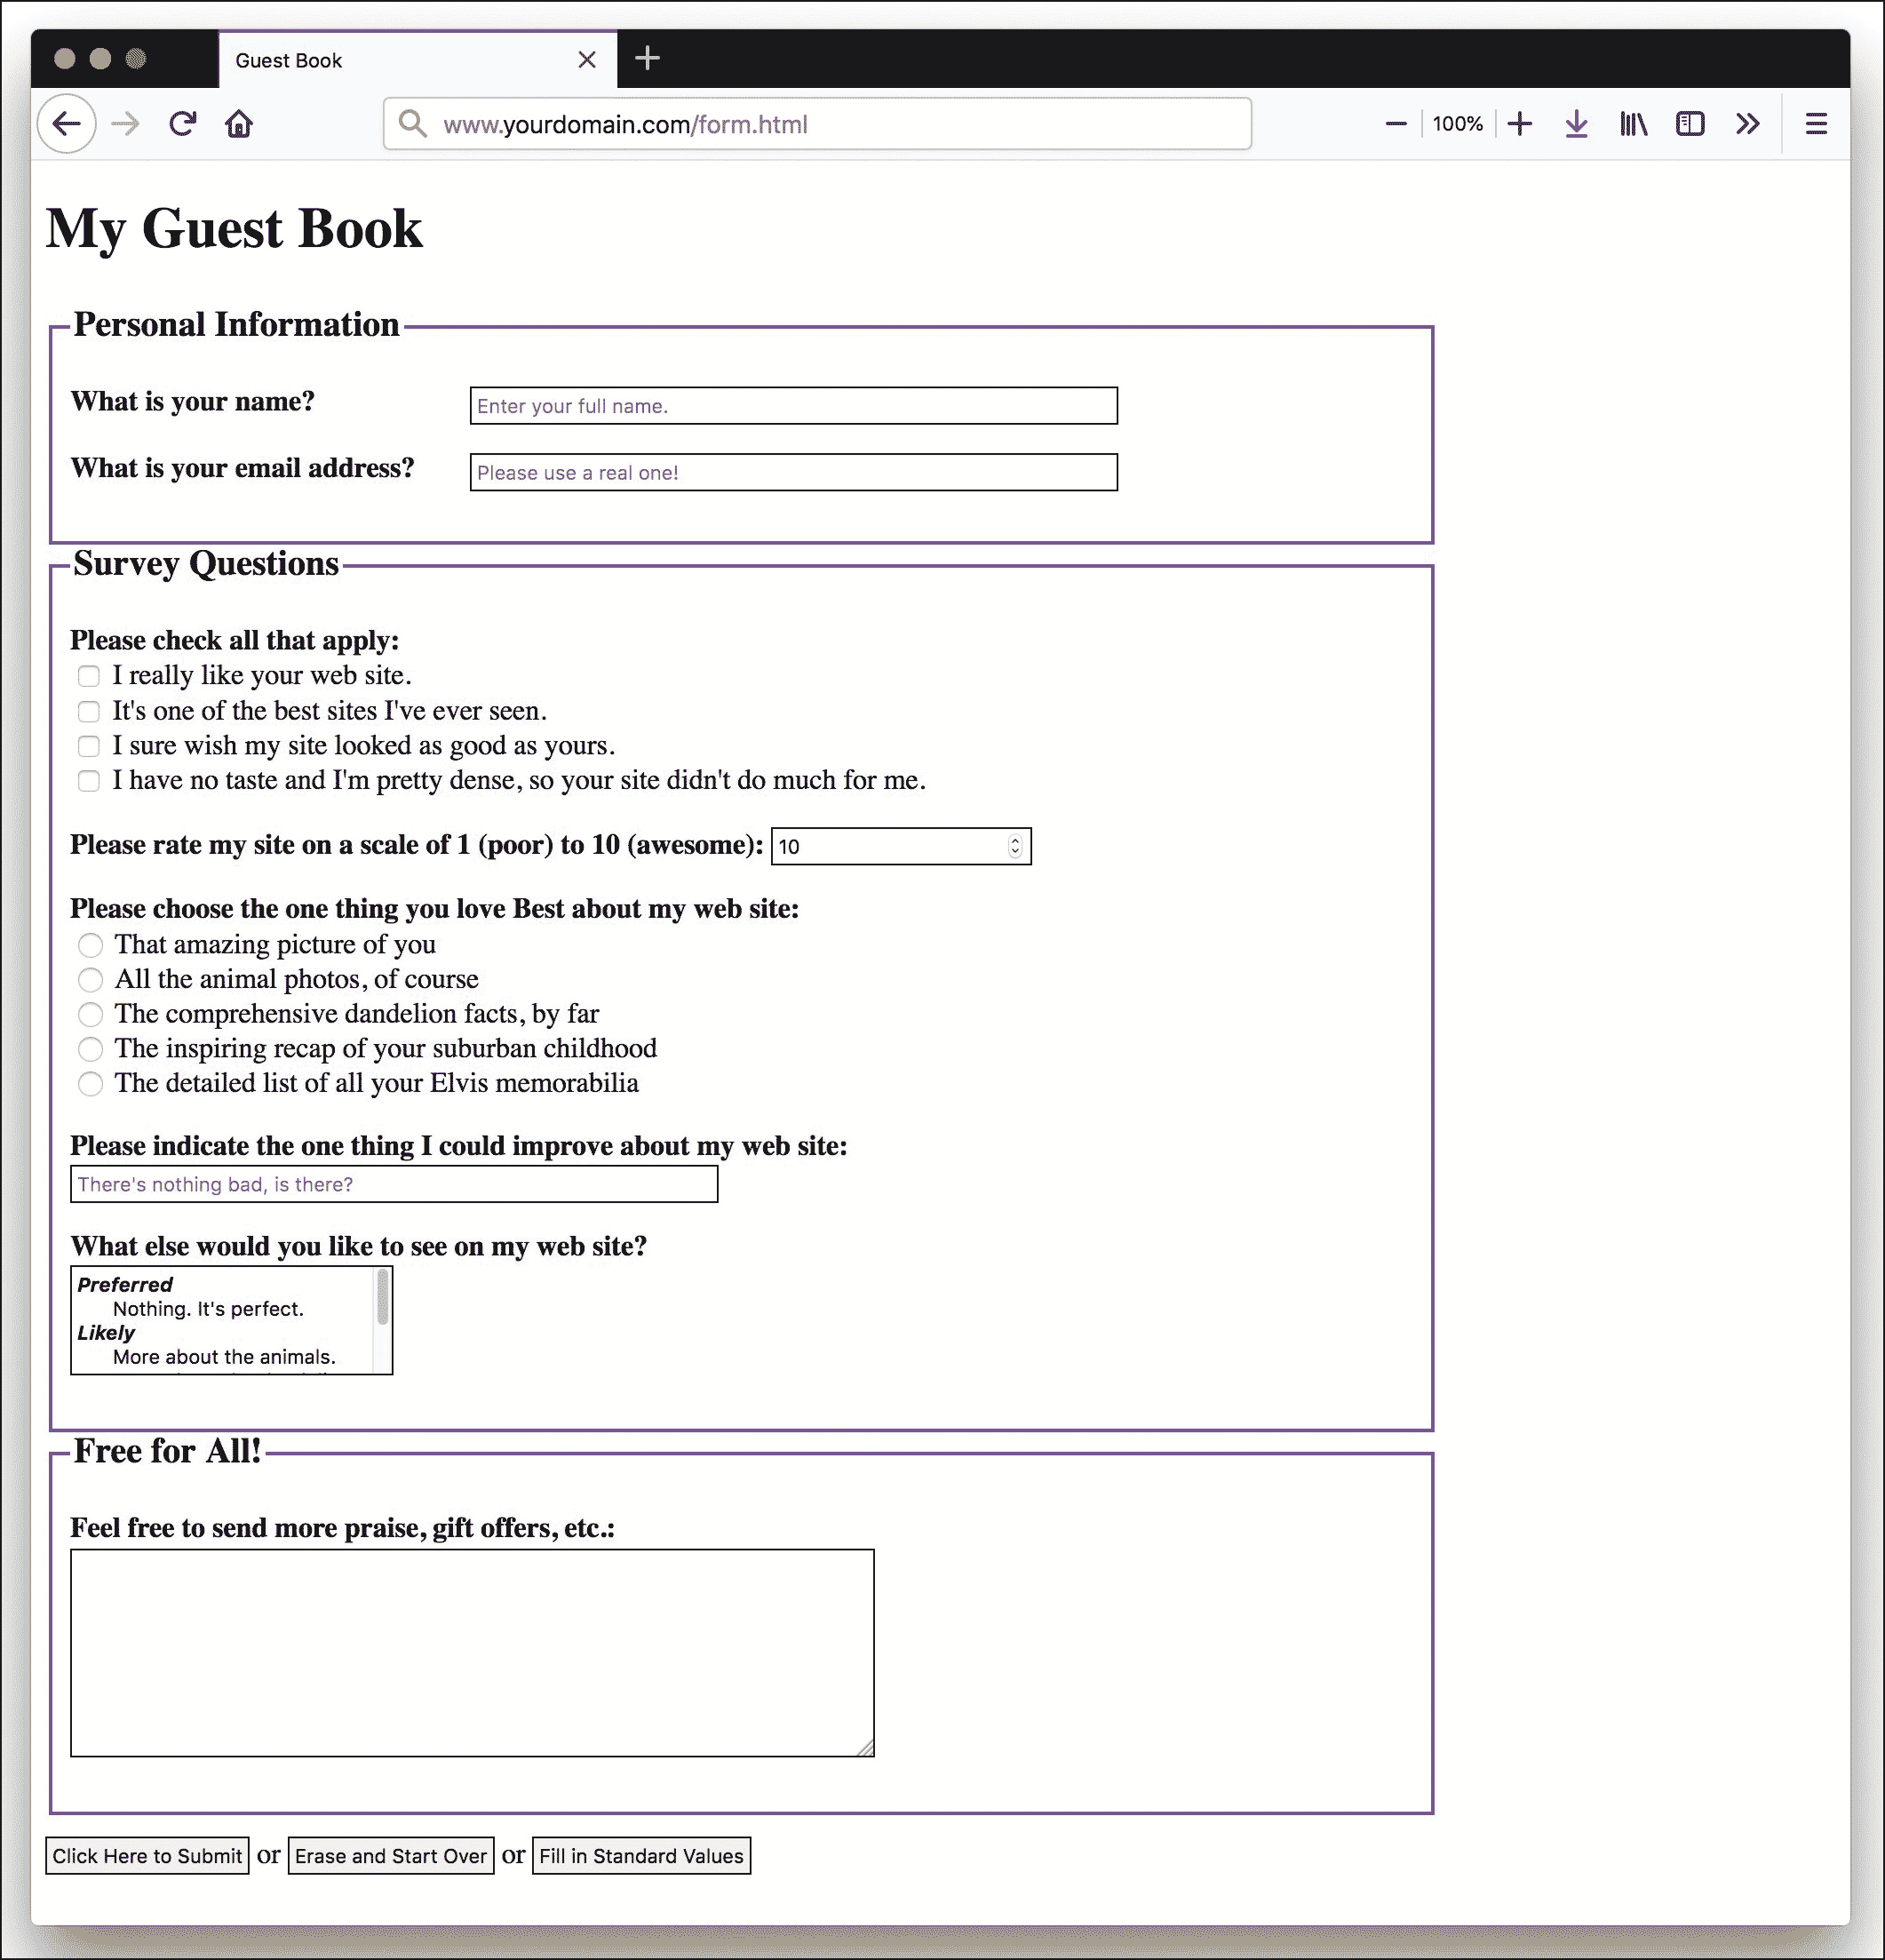 Guest Book
www.yourdomain.com/form.html
100%
My Guest Book
Personal Information
What is your name? Enter your full name.
What is your email address? Please use a real one!
Survey Questions
Please check all that apply:
I really like your web site.
It's one of the best sites I've ever seen.
I sure wish my site looked as good as yours.
I have no taste and I'm pretty dense, so your site didn't do much for me.
Please rate my site on a scale of 1 (poor) to 10 (awesome): 10
Please choose the one thing you love Best about my web site:
That amazing picture of you
All the animal photos, of course
The comprehensive dandelion facts, by far
The inspiring recap of your suburban childhood
The detailed list of all your Elvis memorabilia
Please indicate the one thing I could improve about my web site:
There's nothing bad, is there?
What else would you like to see on my web site?
Preferred
Nothing. It's perfect.
Likely
More about the animals.
Free for All!
Feel free to send more praise, gift offers, etc.:
Click Here to Submit or Erase and Start Over or Fill in Standard Values